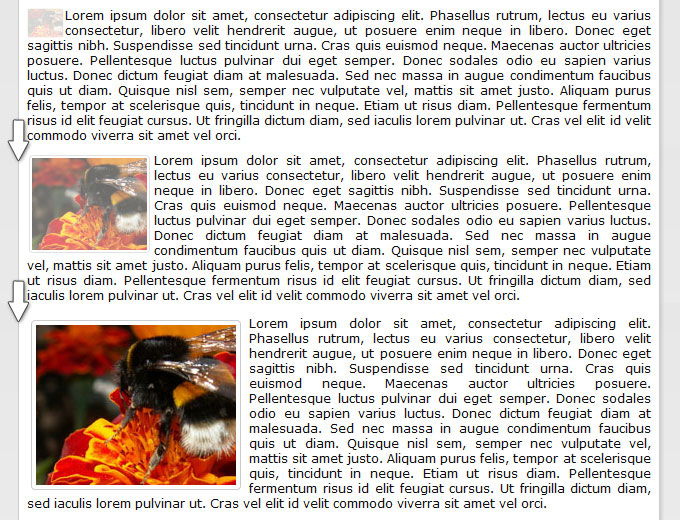 Lorem ipsum dolor sit amet, consectetur adipiscing elit. Phasellus rutrum, lectus eu varius
consectetur, libero velit hendrerit augue, ut posuere enim neque in libero. Donec eget
sagittis nibh. Suspendisse sed tincidunt urna. Cras quis euismod neque. Maecenas auctor ultricies
posuere. Pellentesque luctus pulvinar dui eget semper. Donec sodales odio eu sapien varius
luctus. Donec dictum feugiat diam at malesuada. Sed nec massa in augue condimentum faucibus
quis ut diam. Quisque nisl sem, semper nec vulputate vel, mattis sit amet justo. Aliquam purus
felis, tempor at scelerisque quis, tincidunt in neque. Etiam ut risus diam. Pellentesque fermentum
risus id elit feugiat cursus. Ut fringilla dictum diam, sed iaculis lorem pulvinar ut. Cras vel elit id velit
commodo viverra sit amet vel orci.
Lorem ipsum dolor sit amet, consectetur adipiscing elit. Phasellus rutrum,
lectus eu varius consectetur, libero velit hendrerit augue, ut posuere enim
neque in libero. Donec eget sagittis nibh. Suspendisse sed tincidunt urna.
Cras quis euismod neque. Maecenas auctor ultricies posuere. Pellentesque
luctus pulvinar dui eget semper. Donec sodales odio eu sapien varius luctus.
Donec dictum feugiat diam at malesuada. Sed nec massa in augue
condimentum faucibus quis ut diam. Quisque nisl sem, semper nec vulputate
vel, mattis sit amet justo. Aliquam purus felis, tempor at scelerisque quis, tincidunt in neque. Etiam
ut risus diam. Pellentesque fermentum risus id elit feugiat cursus. Ut fringilla dictum diam, sed
iaculis lorem pulvinar ut. Cras vel elit id velit commodo viverra sit amet vel orci.
Lorem ipsum dolor sit amet, consectetur adipiscing elit.
Phasellus rutrum, lectus eu varius consectetur, libero velit
hendrerit augue, ut posuere enim neque in libero. Donec eget
sagittis nibh. Suspendisse sed tincidunt urna. Cras quis
euismod neque. Maecenas auctor ultricies posuere.
Pellentesque luctus pulvinar dui eget semper. Donec sodales
odio eu sapien varius luctus. Donec dictum feugiat diam at
malesuada. Sed nec massa in augue condimentum faucibus
quis ut diam. Quisque nisl sem, semper nec vulputate vel,
mattis sit amet justo. Aliquam purus felis, tempor at scelerisque
quis, tincidunt in neque. Etiam ut risus diam. Pellentesque
fermentum risus id elit feugiat cursus. Ut fringilla dictum diam,
sed iaculis lorem pulvinar ut. Cras vel elit id velit commodo viverra sit amet vel orci.